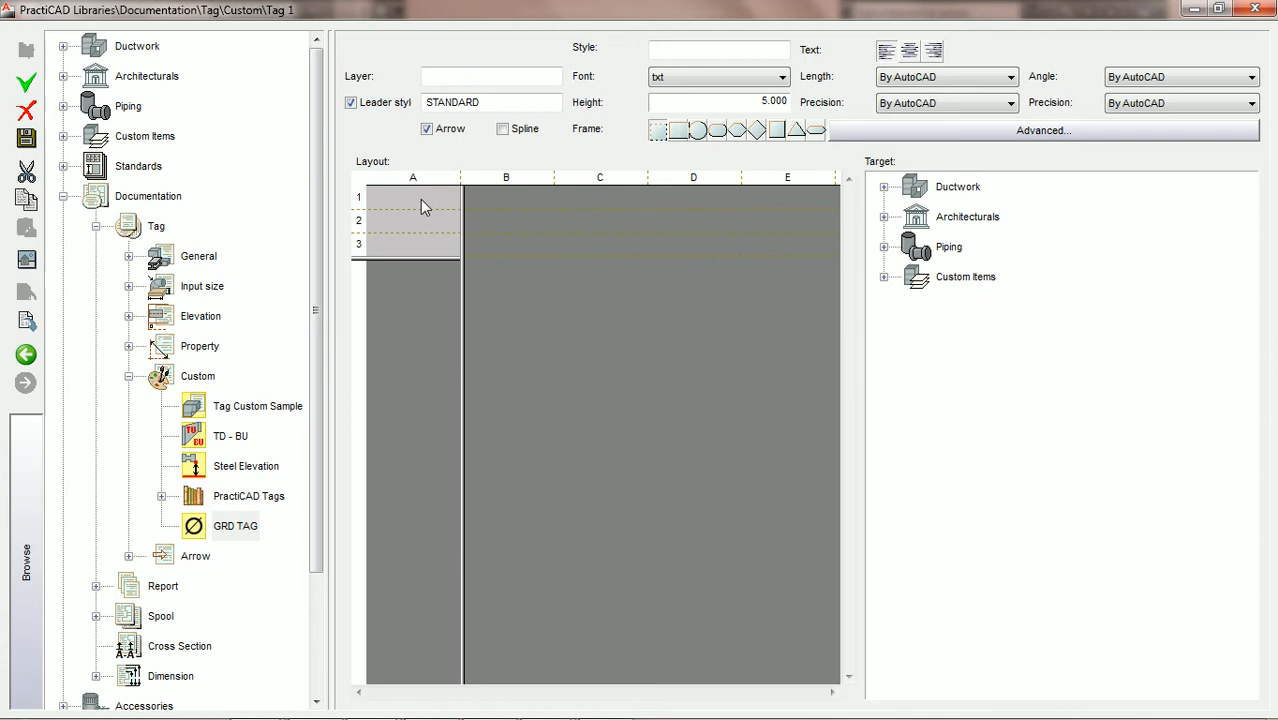 PractiCAD Libraries\Documentation\Tag\Custom\Tag 1
Ductwork
Architecturals
Piping
Custom Items
Standards
Documentation
Tag
General
Input size
Elevation
Property
Custom
Tag Custom Sample
TD - BU
Steel Elevation
PractiCAD Tags
GRD TAG
Arrow
Report
Spool
Cross Section
Dimension
Accessories
Browse
Style:
Text:
Layer:
Font:
txt
Length:
By AutoCAD
Angle:
By AutoCAD
Leader styl
STANDARD
Height:
5.000
Precision:
By AutoCAD
Precision:
By AutoCAD
Arrow
Spline
Frame:
Advanced...
Layout:
A B C D E
1
2
3
Target:
Ductwork
Architecturals
Piping
Custom Items